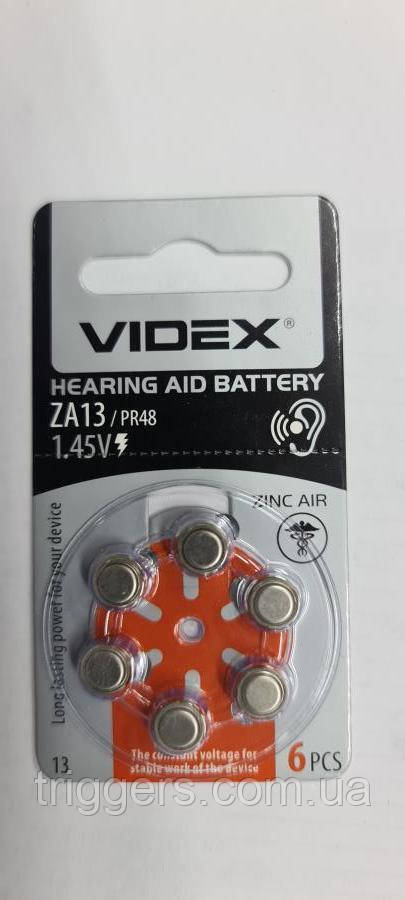 VIDEX®
HEARING AID BATTERY
ZA13 / PR48
1.45V
ZINC AIR
Long lasting power for your device
The constant voltage for
stable work of the device
13
6 PCS
triggers.com.ua